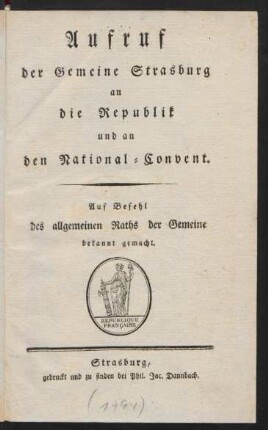 Aufruf
der Gemeine Strasburg
an
die Republik
und an
den National-Convent.
Auf Befehl
des allgemeinen Raths der Gemeine
bekannt gemacht.
REPUBLIQUE
FRANÇAISE
Strasburg,
gedruckt und zu finden bei Phil. Jac. Dannbach.